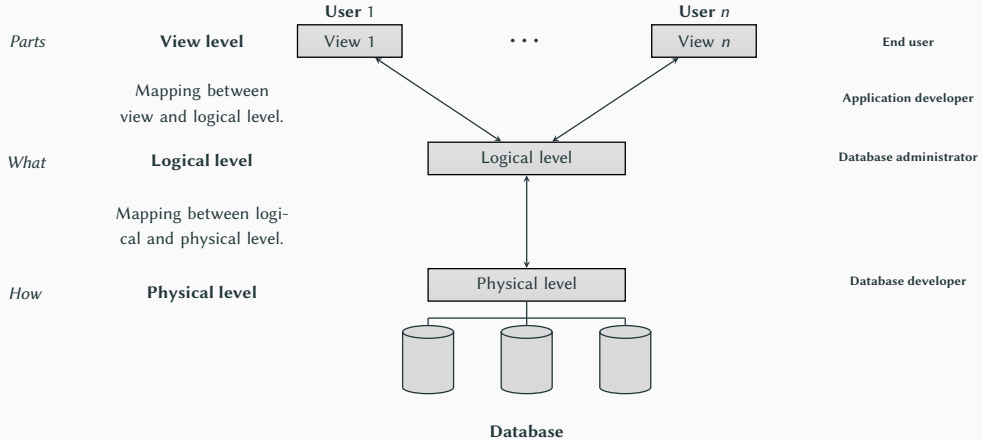 User 1
User n
Parts
View level
View 1
...
View n
End user
Mapping between
view and logical level.
Application developer
What
Logical level
Logical level
Database administrator
Mapping between logi-
cal and physical level.
How
Physical level
Physical level
Database developer
Database